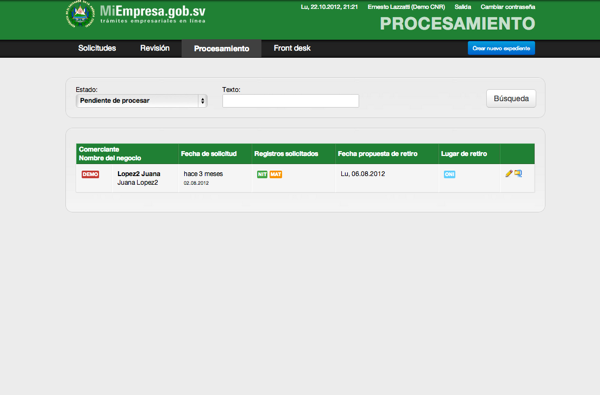 MiEmpresa.gob.sv
trámites empresariales en línea
Lu, 22.10.2012, 21:21 Ernesto Lazzatti (Demo CNR) Salida Cambiar contraseña
PROCESAMIENTO
Solicitudes Revisión Procesamiento Front desk Crear nuevo expediente
Estado: Texto:
Pendiente de procesar Búsqueda
Comerciante
Nombre del negocio Fecha de solicitud Registros solicitados Fecha propuesta de retiro Lugar de retiro
DEMO Lopez2 Juana hace 3 meses NIT MAT Lu, 06.08.2012
Juana Lopez2 02.08.2012